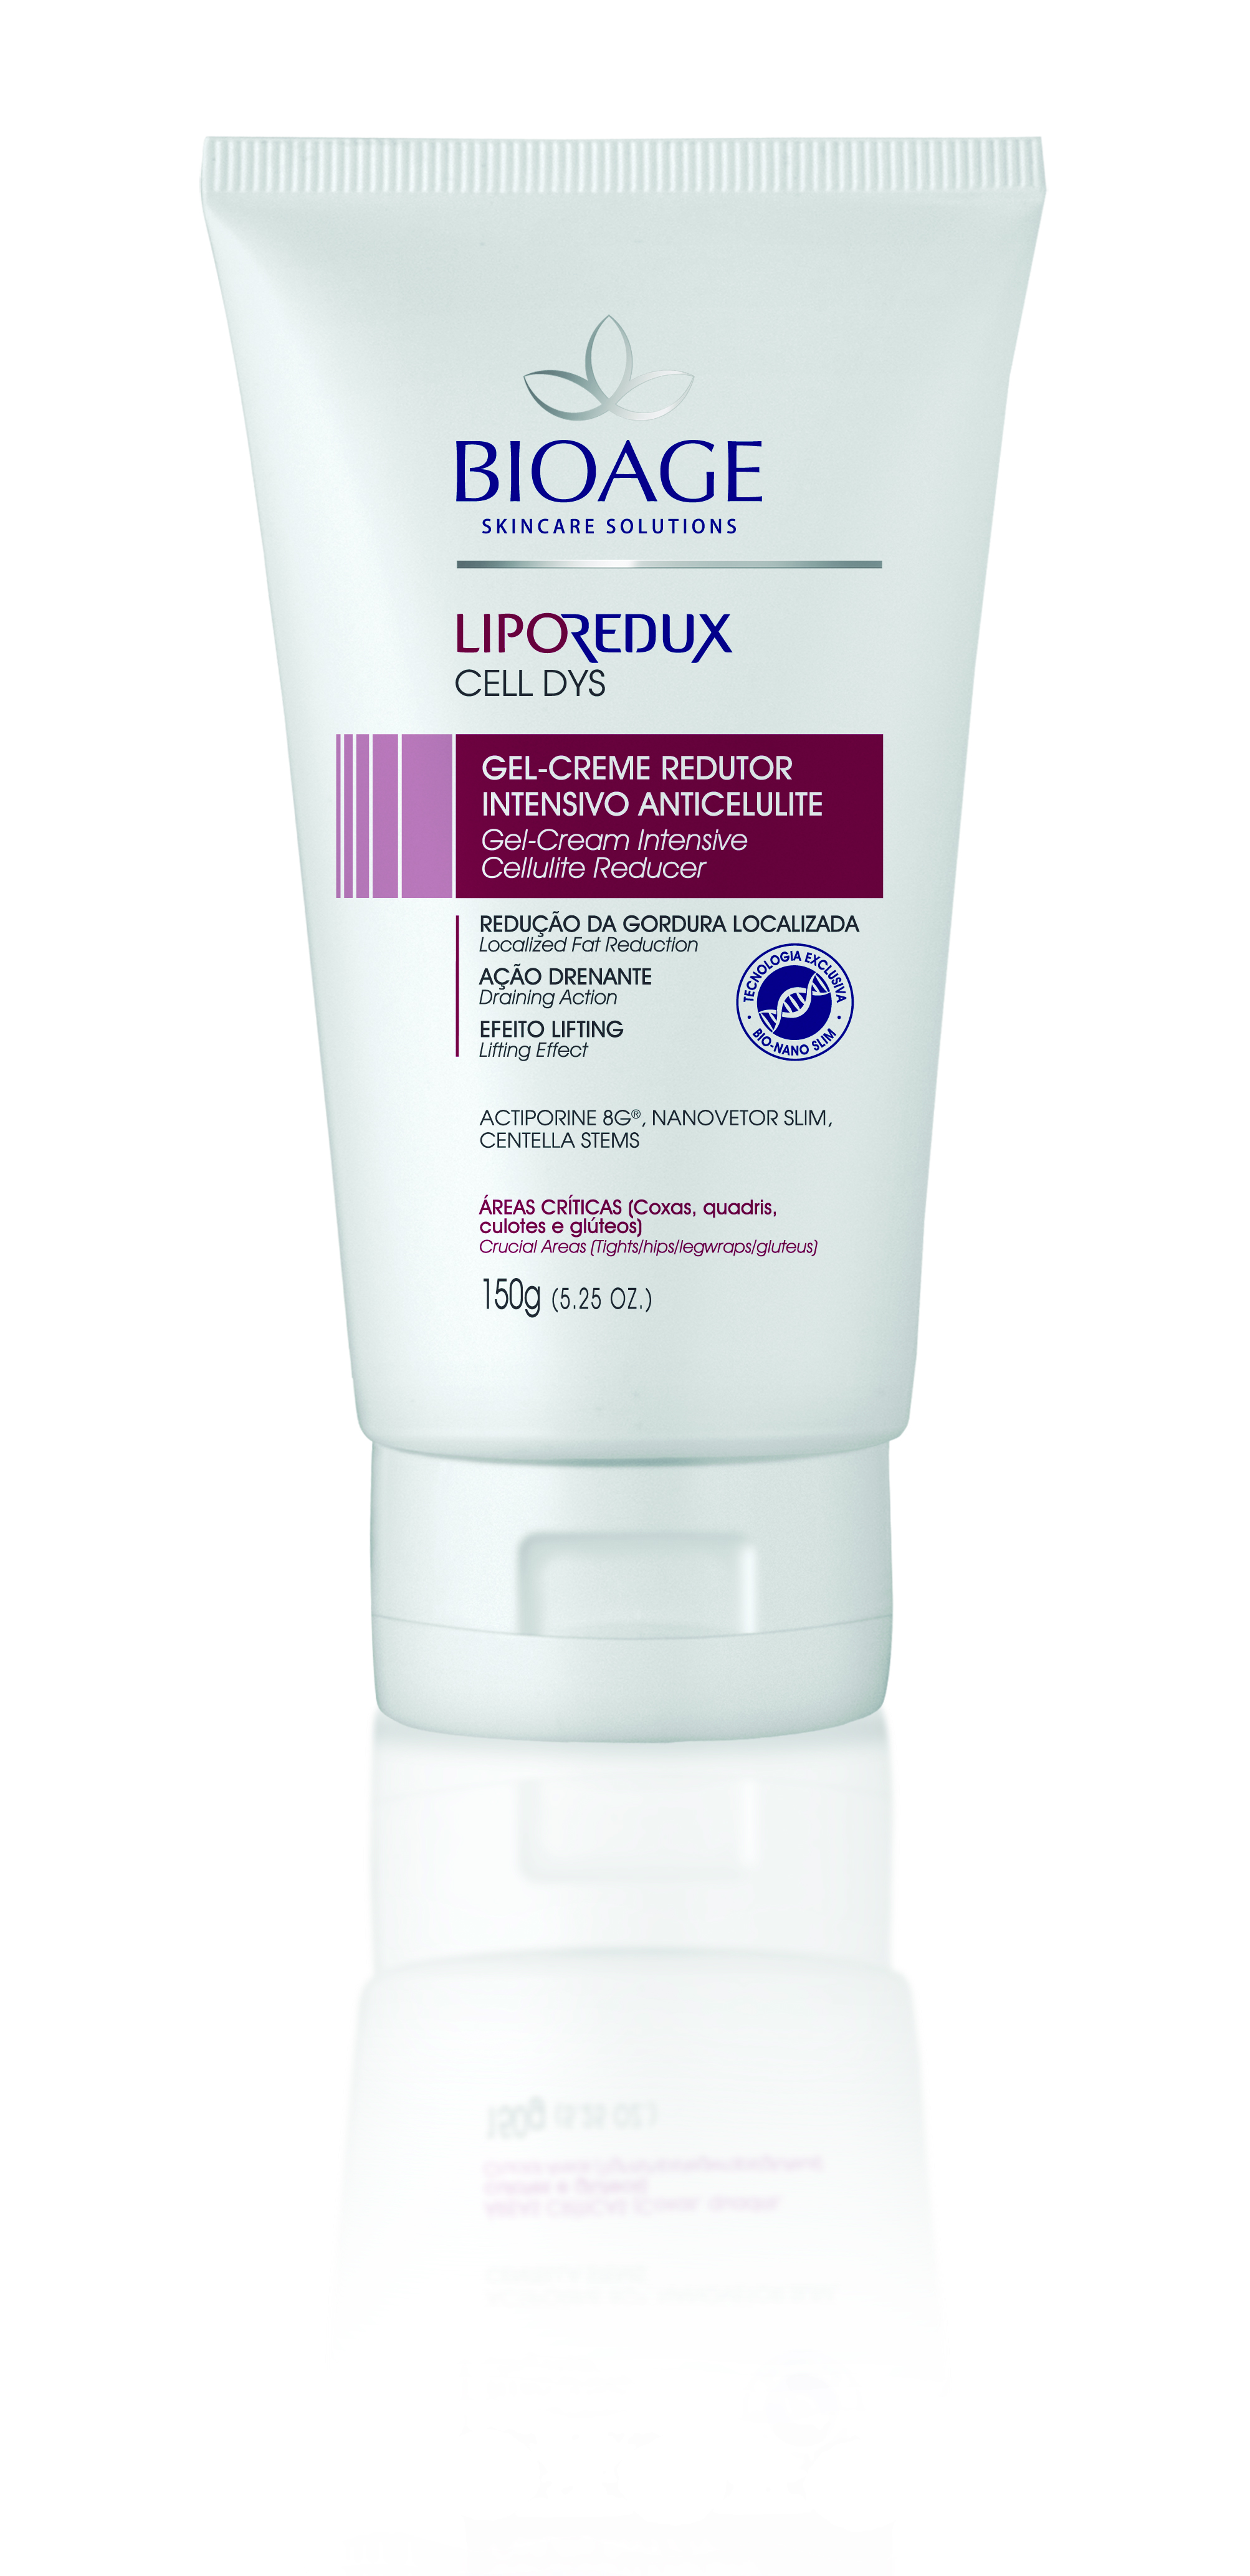 BIOAGE
SKINCARE SOLUTIONS
LIPOREDUX
CELL DYS
GEL-CREME REDUTOR
INTENSIVO ANTICELULITE
Gel-Cream Intensive
Cellulite Reducer
REDUÇÃO DA GORDURA LOCALIZADA
Localized Fat Reduction
AÇÃO DRENANTE
Draining Action
EFEITO LIFTING
Lifting Effect
TECNOLOGIA EXCLUSIVA
• BIO-NANO SLIM •
ACTIPORINE 8G®, NANOVETOR SLIM,
CENTELLA STEMS
ÁREAS CRÍTICAS (Coxas, quadris,
culotes e glúteos)
Crucial Areas (Tights/hips/legwraps/gluteus)
150g (5.25 OZ.)